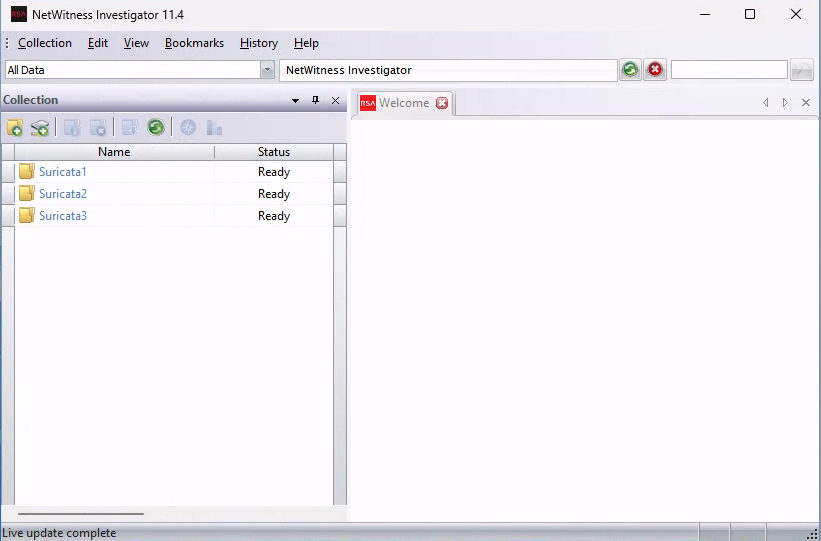 RSA NetWitness Investigator 11.4
Collection Edit View Bookmarks History Help
All Data NetWitness Investigator
Collection
RSA Welcome
Name Status
Suricata1 Ready
Suricata2 Ready
Suricata3 Ready
Live update complete